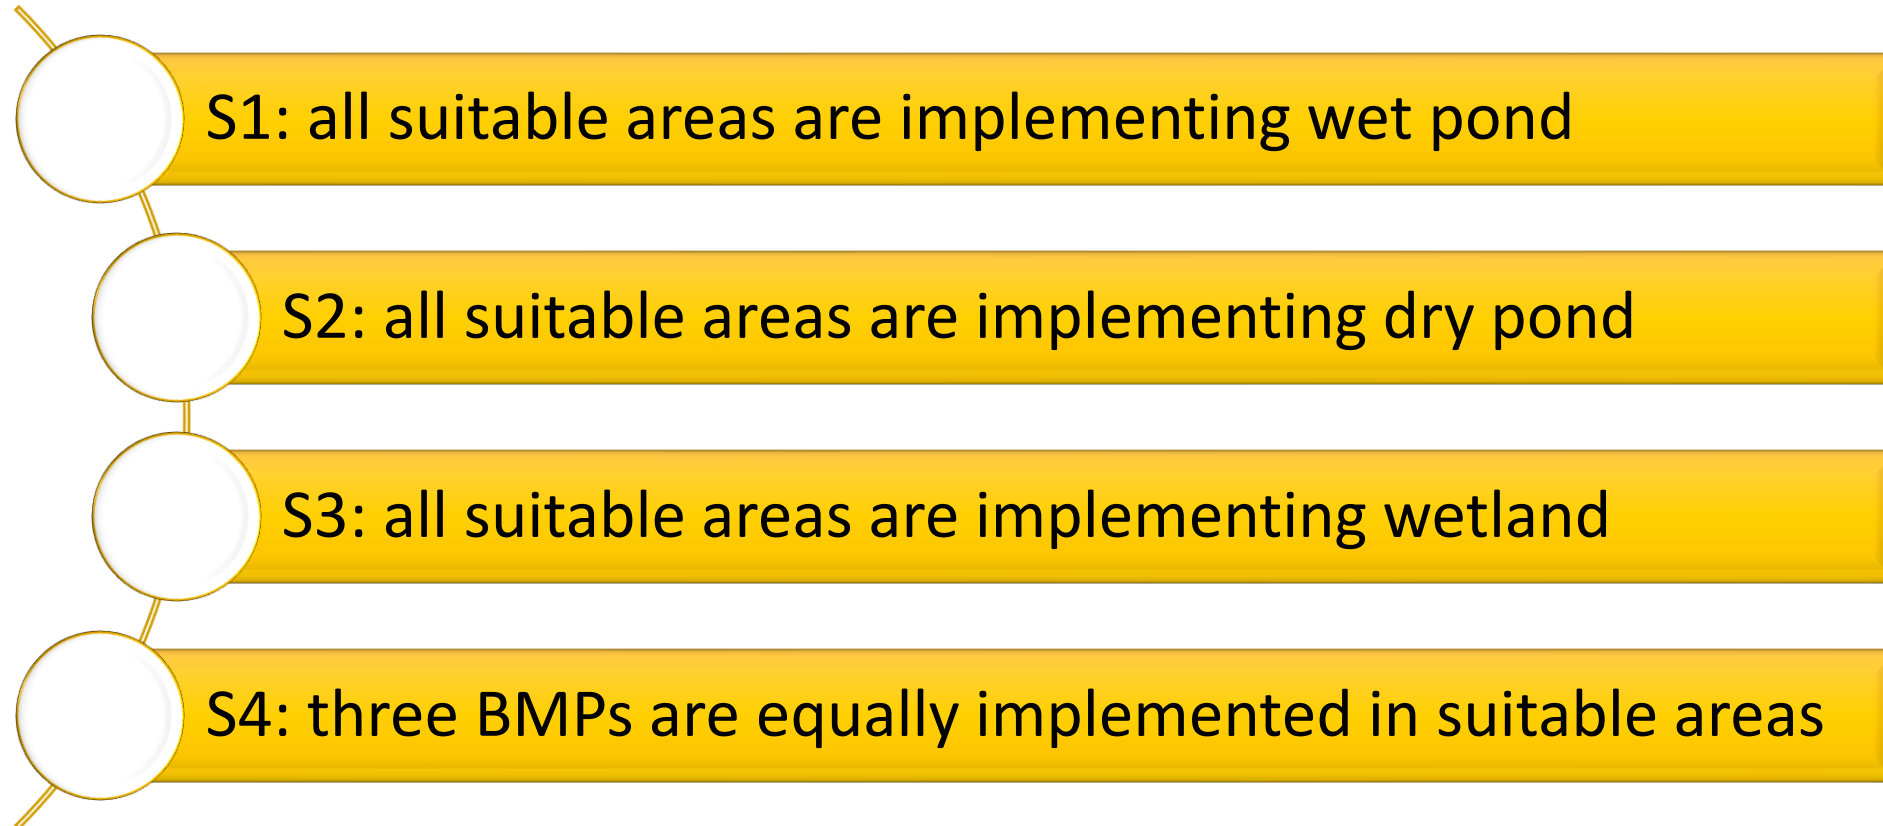 S1: all suitable areas are implementing wet pond
S2: all suitable areas are implementing dry pond
S3: all suitable areas are implementing wetland
S4: three BMPs are equally implemented in suitable areas